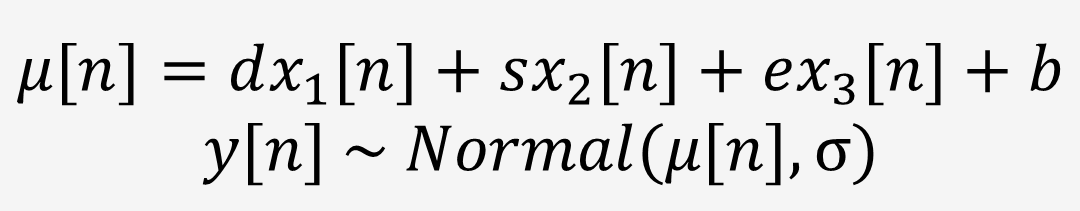 μ[n] = dx₁[n] + sx₂[n] + ex₃[n] + b
y[n] ~ Normal(μ[n], σ)